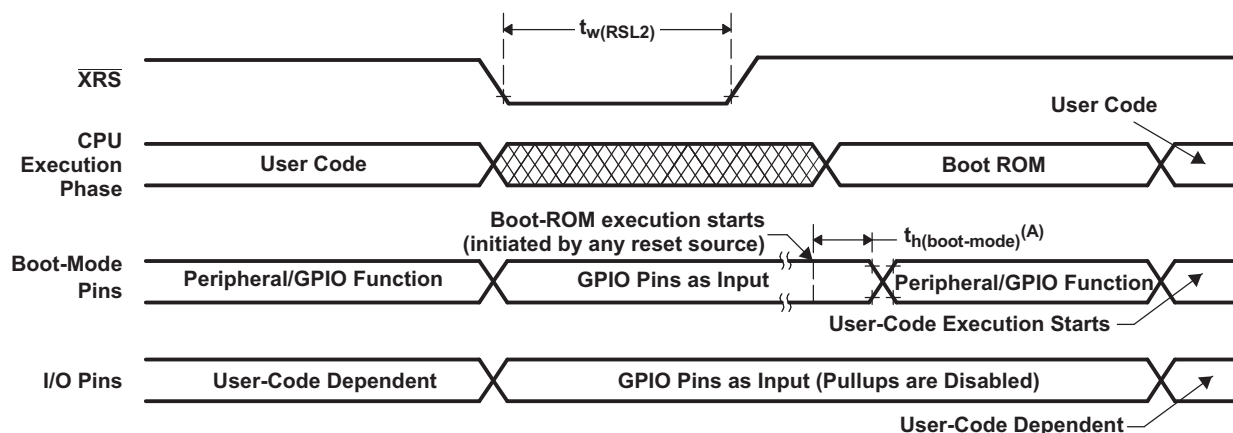 tw(RSL2)
XRS
User Code
CPU
Execution
Phase
User Code
Boot ROM
Boot-ROM execution starts
(initiated by any reset source)
th(boot-mode)(A)
Boot-Mode
Pins
Peripheral/GPIO Function
GPIO Pins as Input
Peripheral/GPIO Function
User-Code Execution Starts
I/O Pins
User-Code Dependent
GPIO Pins as Input (Pullups are Disabled)
User-Code Dependent